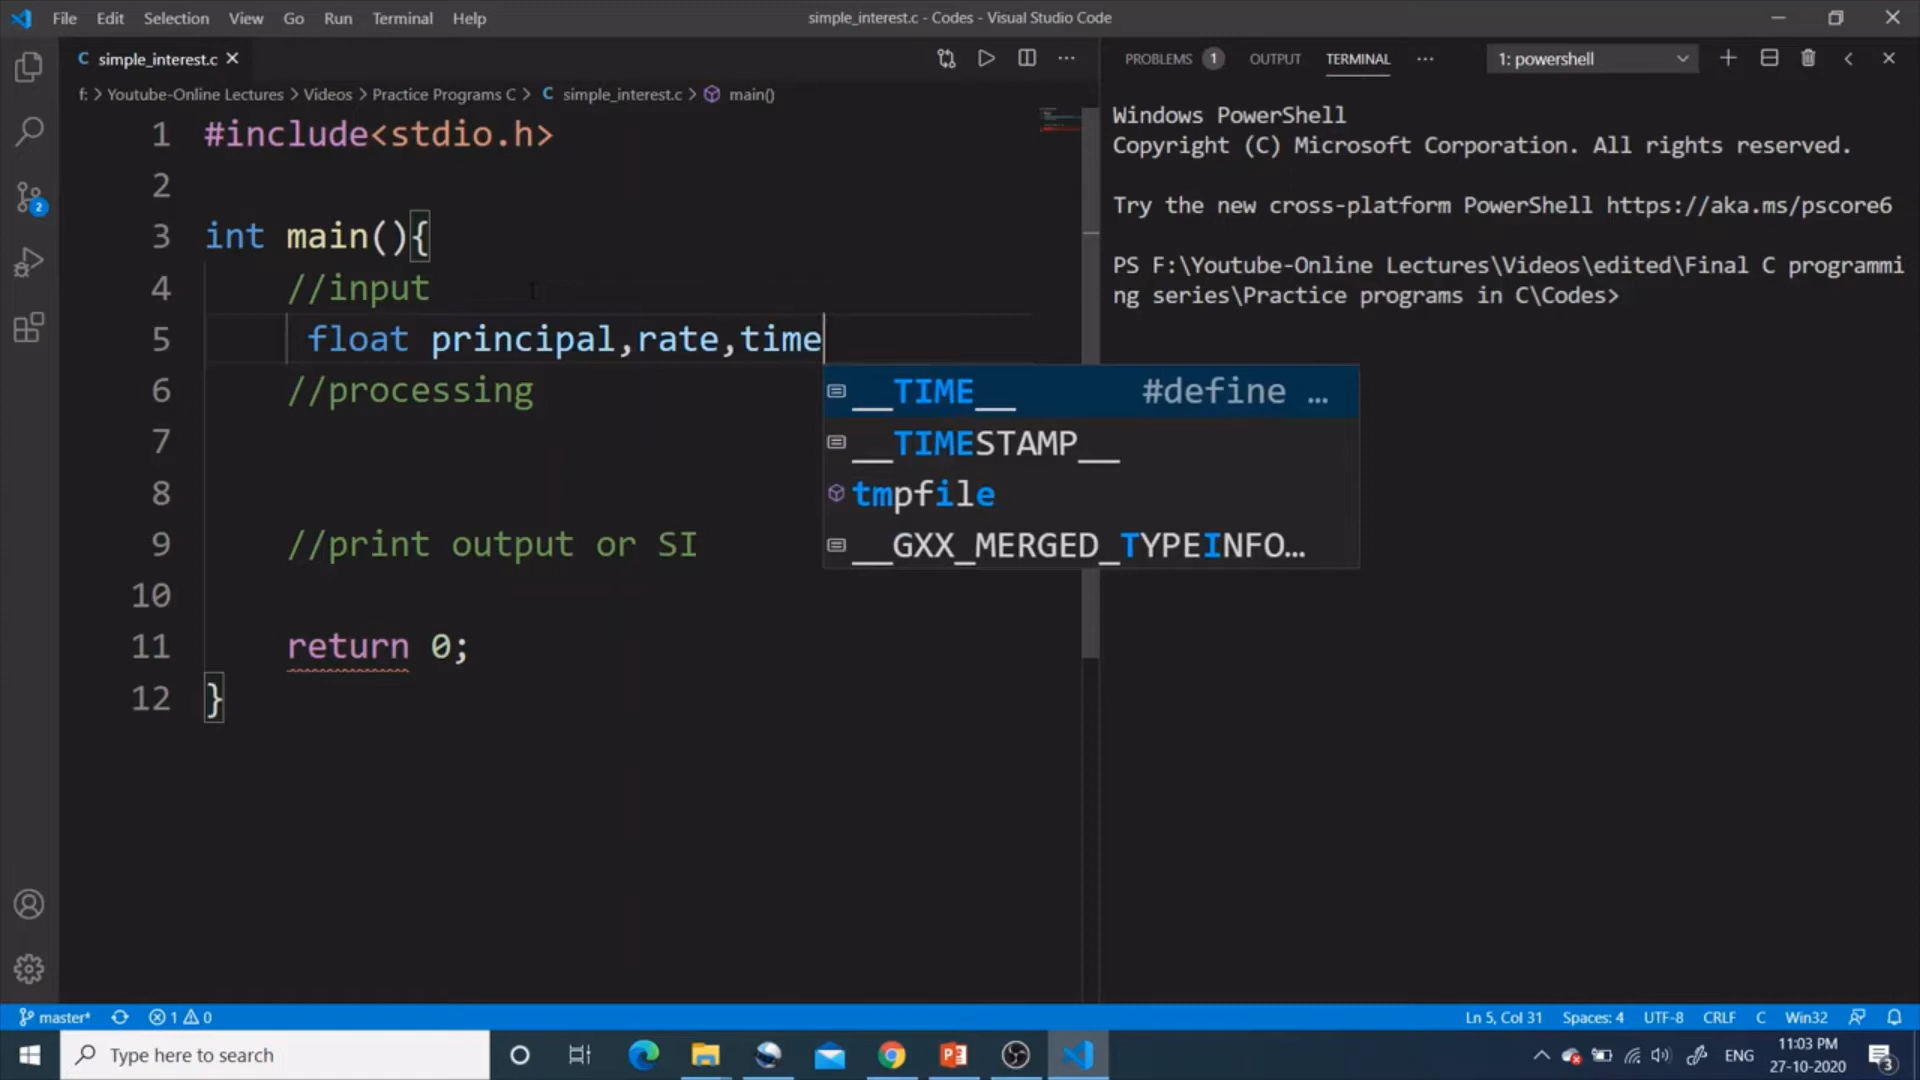 File Edit Selection View Go Run Terminal Help
simple_interest.c - Codes - Visual Studio Code
C simple_interest.c
f: > Youtube-Online Lectures > Videos > Practice Programs C > C simple_interest.c > main()
1 #include<stdio.h>
2
3 int main(){
4 //input
5 float principal,rate,time
6 //processing
7
8
9 //print output or SI
10
11 return 0;
12 }
__TIME__ #define ...
__TIMESTAMP__
tmpfile
__GXX_MERGED_TYPEINFO...
PROBLEMS 1 OUTPUT TERMINAL ... 1: powershell
Windows PowerShell
Copyright (C) Microsoft Corporation. All rights reserved.
Try the new cross-platform PowerShell https://aka.ms/pscore6
PS F:\Youtube-Online Lectures\Videos\edited\Final C programmi
ng series\Practice programs in C\Codes>
2
master* 1 0
Ln 5, Col 31 Spaces: 4 UTF-8 CRLF C Win32
Type here to search
ENG
11:03 PM
27-10-2020
3